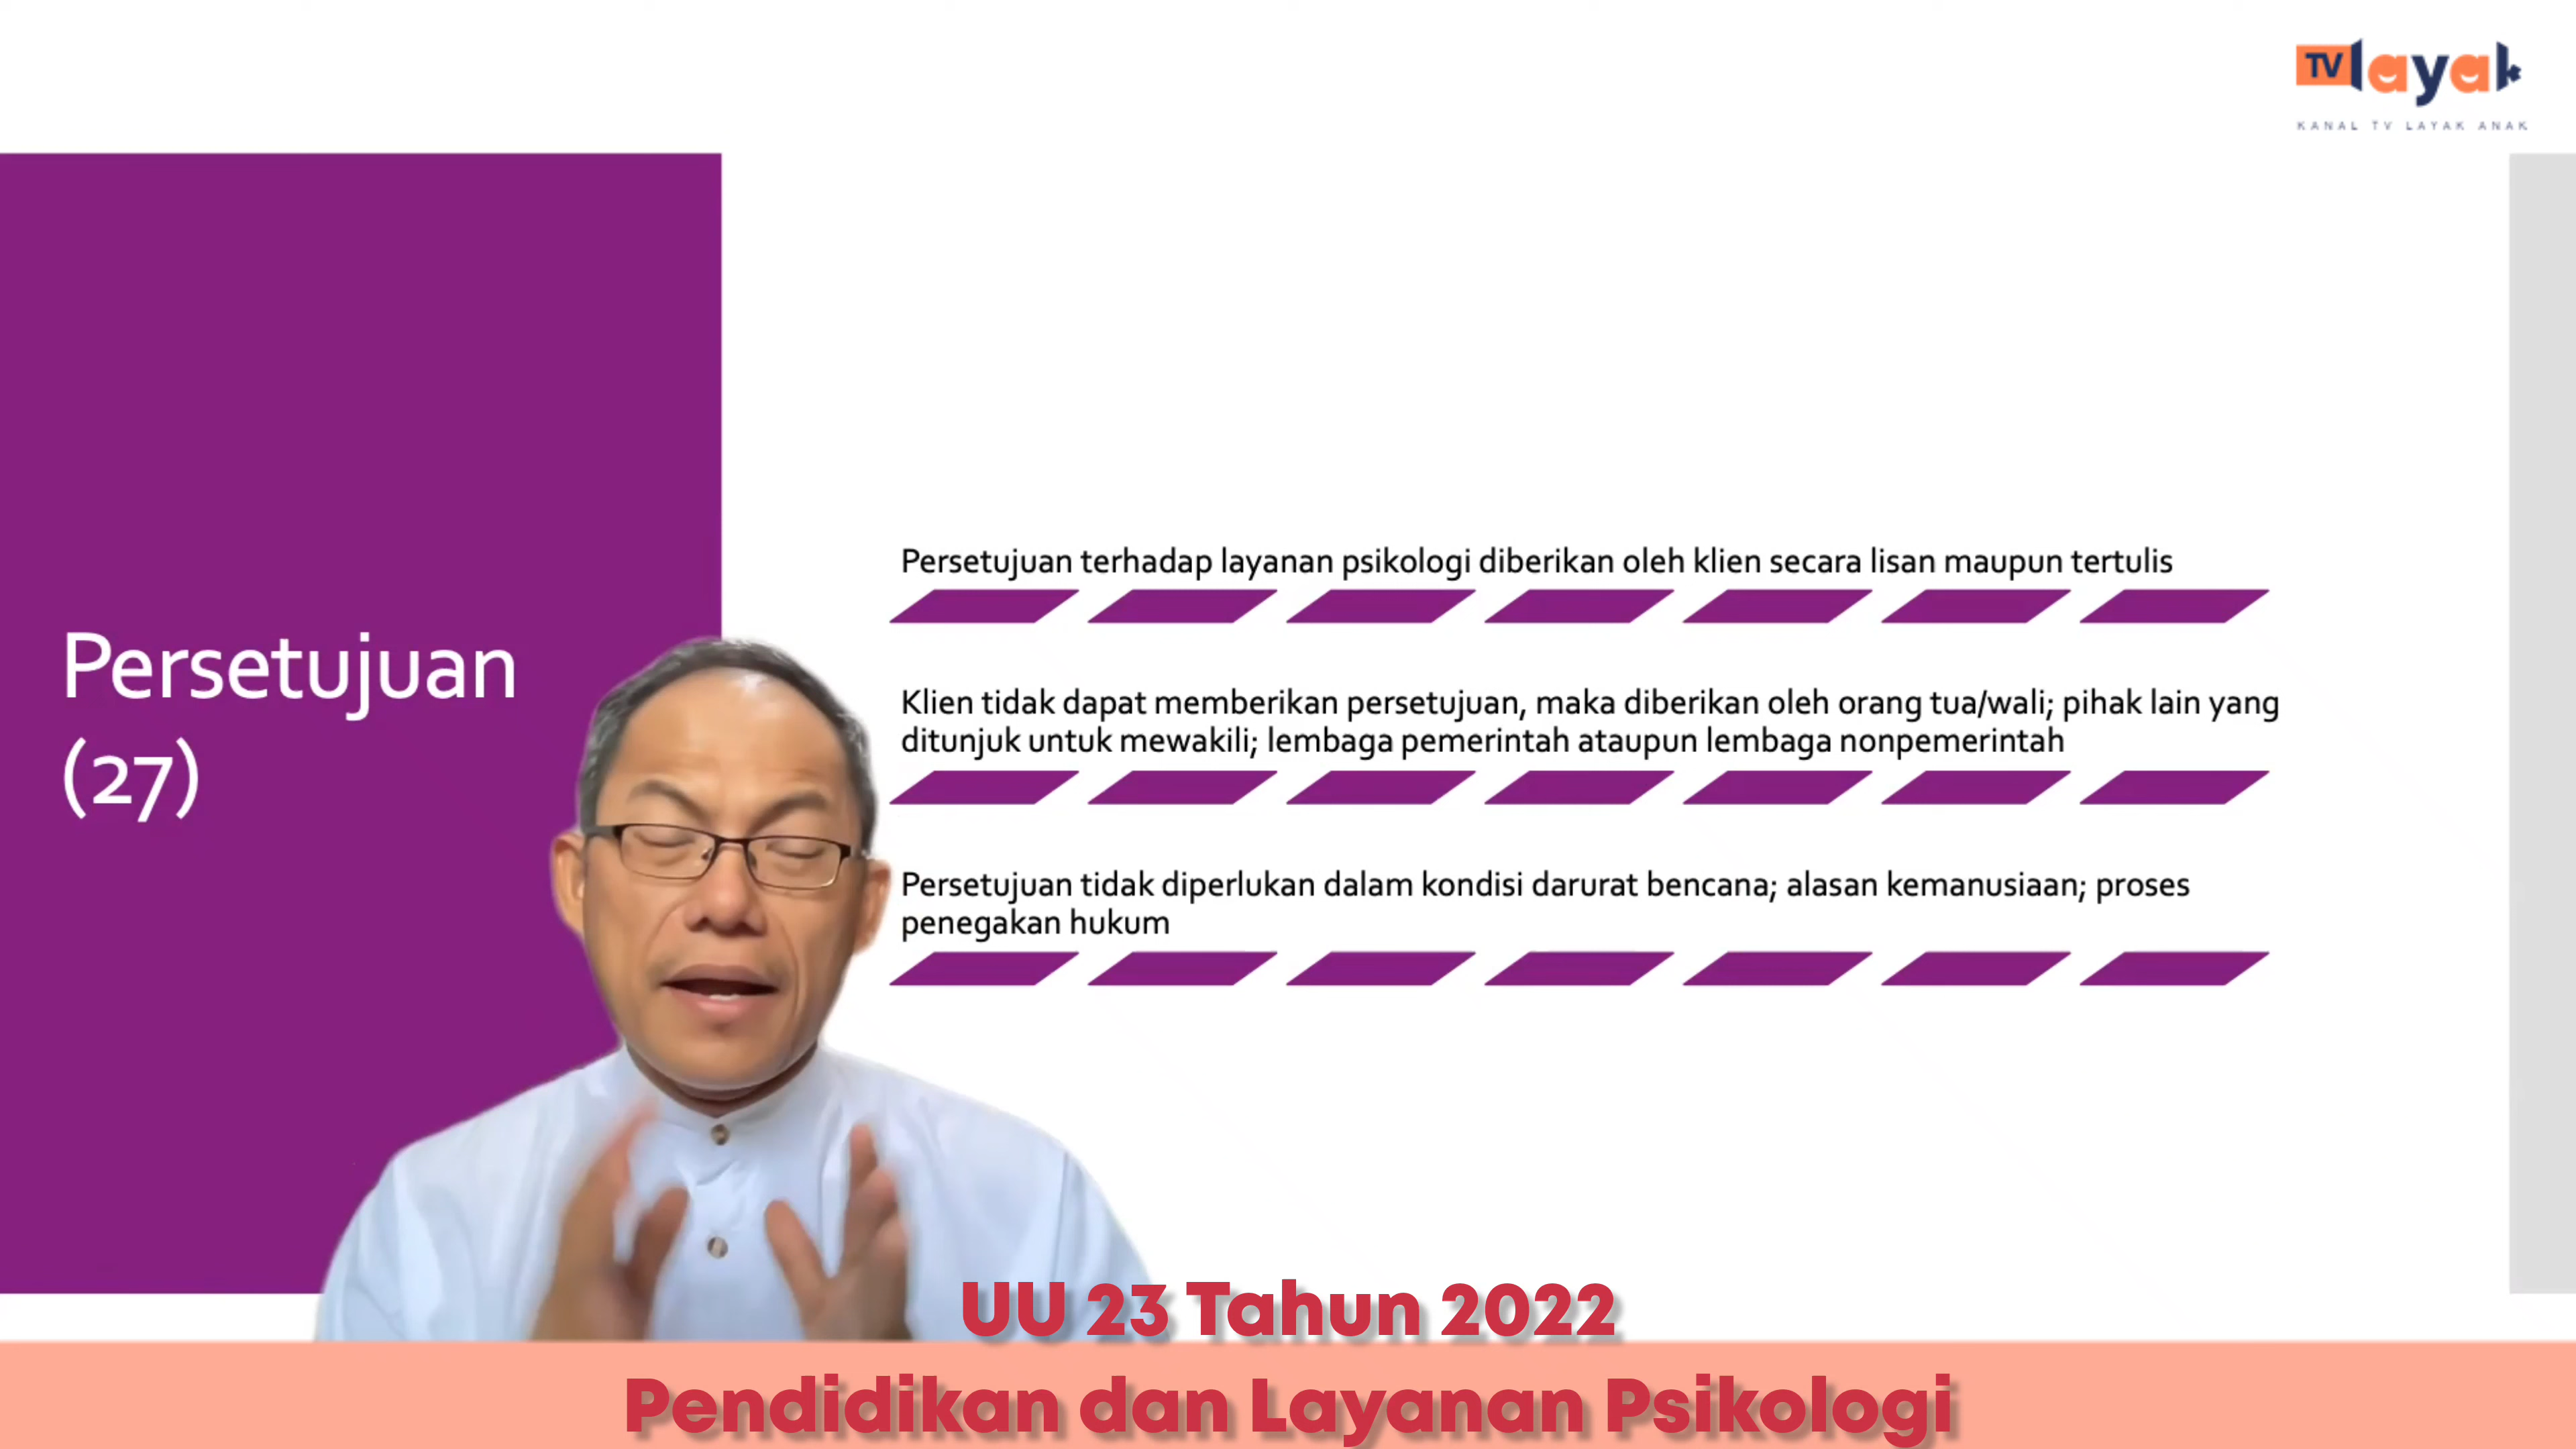 TV layak
KANAL TV LAYAK ANAK
Persetujuan
(27)
Persetujuan terhadap layanan psikologi diberikan oleh klien secara lisan maupun tertulis
Klien tidak dapat memberikan persetujuan, maka diberikan oleh orang tua/wali; pihak lain yang
ditunjuk untuk mewakili; lembaga pemerintah ataupun lembaga nonpemerintah
Persetujuan tidak diperlukan dalam kondisi darurat bencana; alasan kemanusiaan; proses
penegakan hukum
UU 23 Tahun 2022
Pendidikan dan Layanan Psikologi